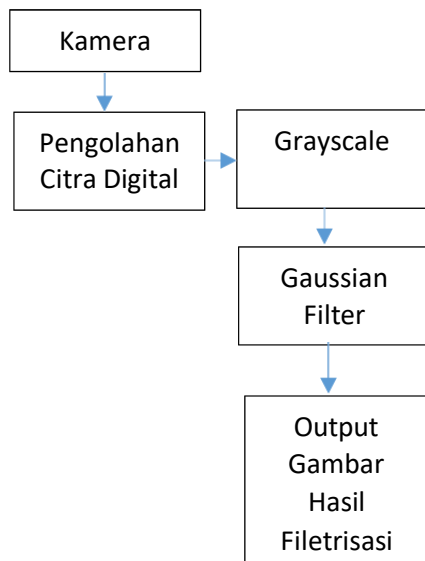 Kamera
Pengolahan
Citra Digital
Grayscale
Gaussian
Filter
Output
Gambar
Hasil
Filetrisasi